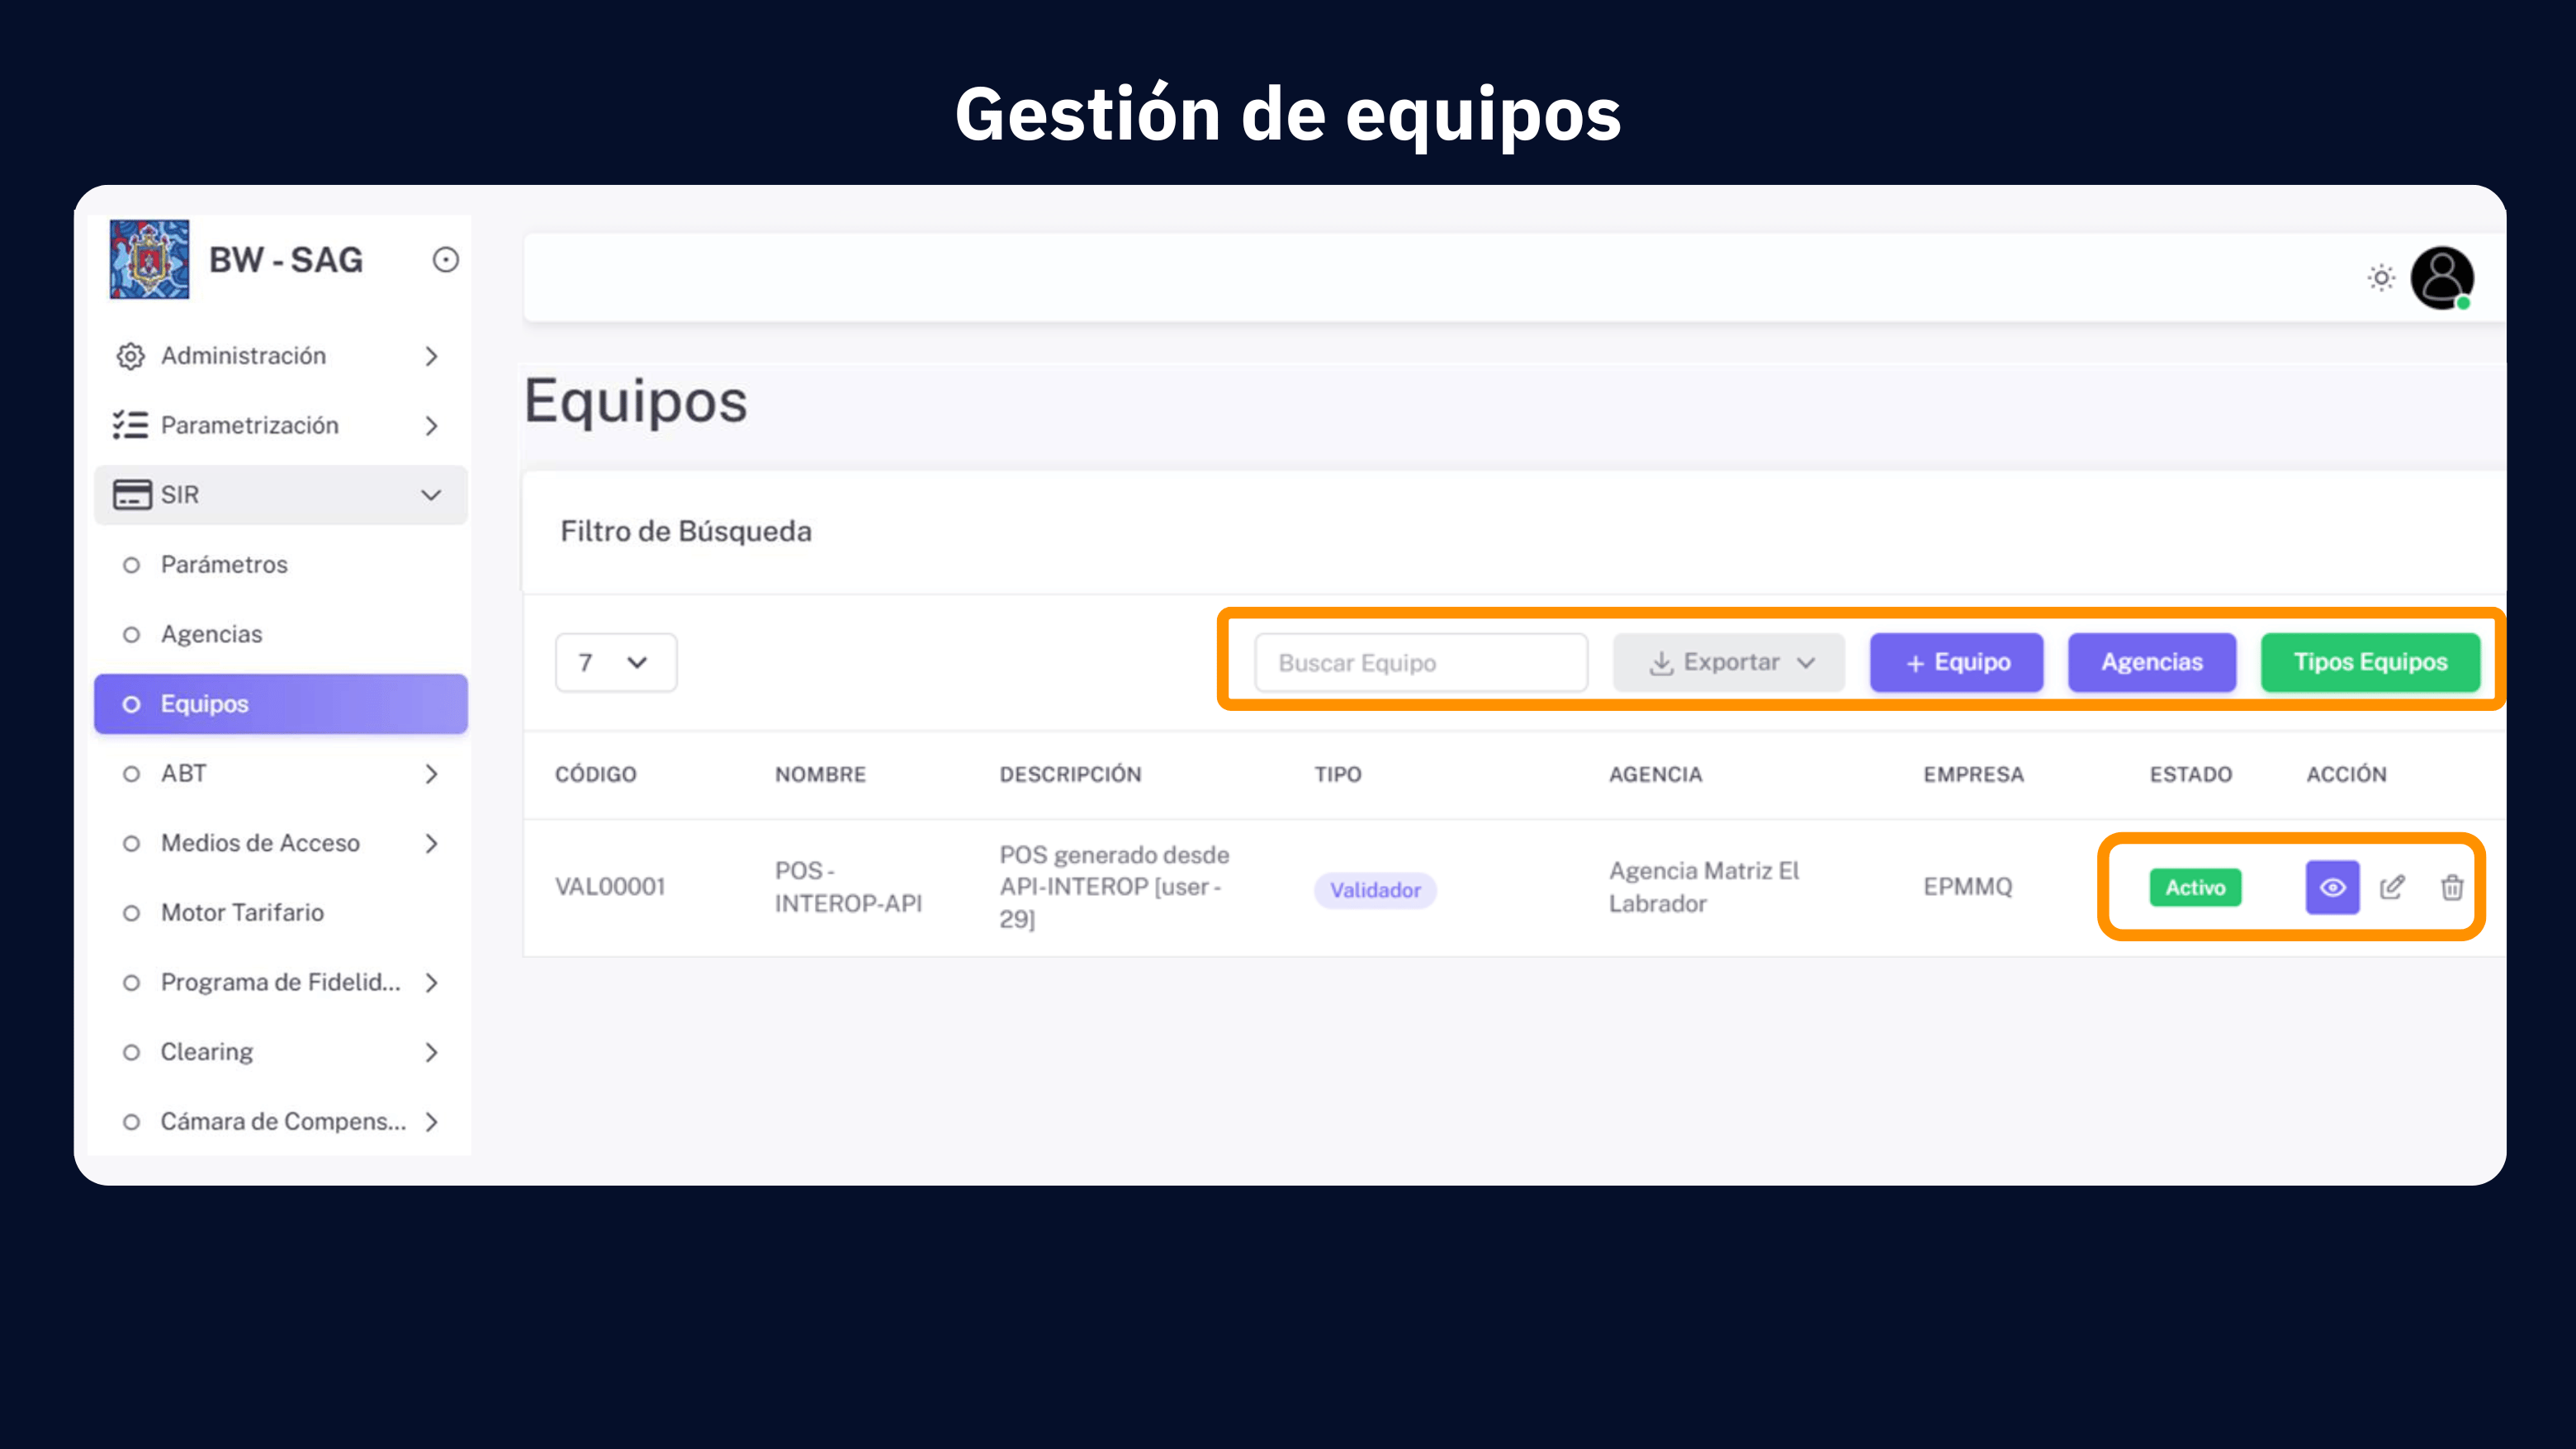 Gestión de equipos
BW - SAG
Administración
Parametrización
SIR
Parámetros
Agencias
Equipos
ABT
Medios de Acceso
Motor Tarifario
Programa de Fidelid...
Clearing
Cámara de Compens...
Equipos
Filtro de Búsqueda
7
Buscar Equipo
Exportar
+ Equipo
Agencias
Tipos Equipos
CÓDIGO NOMBRE DESCRIPCIÓN TIPO AGENCIA EMPRESA ESTADO ACCIÓN
VAL00001
POS -
INTEROP-API
POS generado desde
API-INTEROP [user -
29]
Validador
Agencia Matriz El
Labrador
EPMMQ
Activo